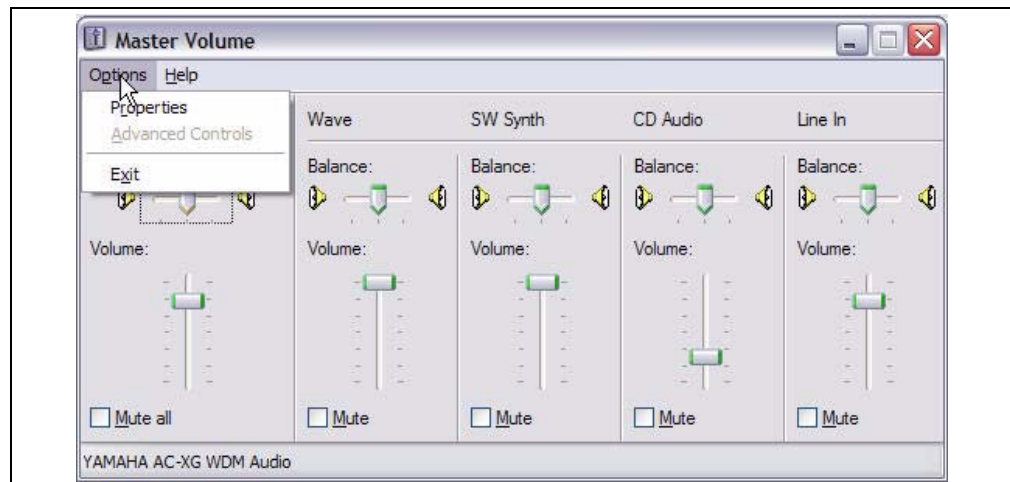 Master Volume
Options Help
Properties
Advanced Controls
Exit
Wave SW Synth CD Audio Line In
Balance: Balance: Balance: Balance:
Volume: Volume: Volume: Volume: Volume:
Mute all Mute Mute Mute Mute
YAMAHA AC-XG WDM Audio